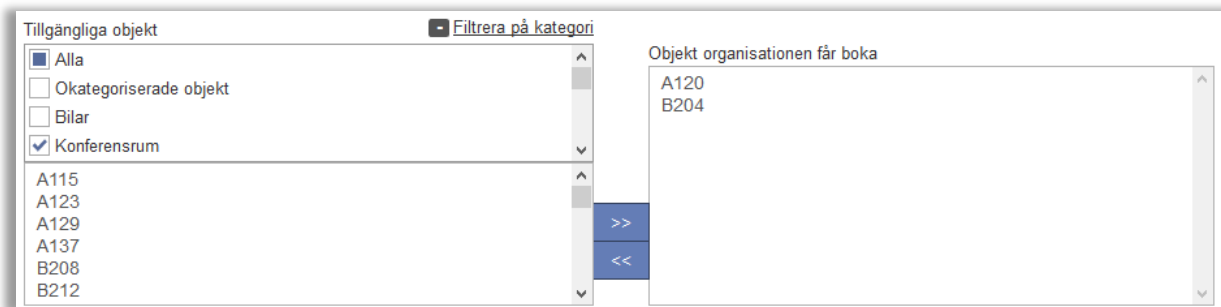 Tillgängliga objekt
- Filtrera på kategori
Alla
Okategoriserade objekt
Bilar
Konferensrum
A115
A123
A129
A137
B208
B212
>>
<<
Objekt organisationen får boka
A120
B204